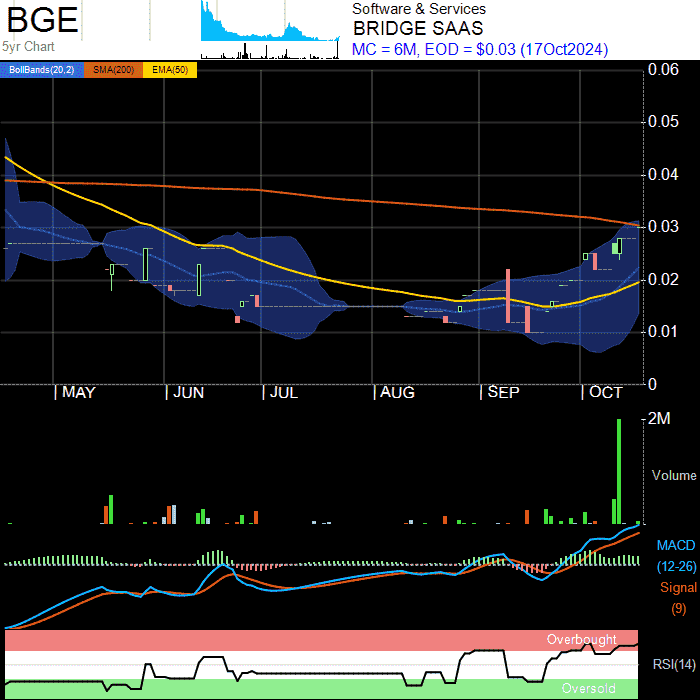 BGE
5yr Chart
Software & Services
BRIDGE SAAS
MC = 6M, EOD = $0.03 (17Oct2024)
BollBands(20,2) SMA(200) EMA(50)
0.06
0.05
0.04
0.03
0.02
0.01
0
MAY JUN JUL AUG SEP OCT
2M
Volume
MACD
(12-26)
Signal
(9)
Overbought
RSI(14)
Oversold